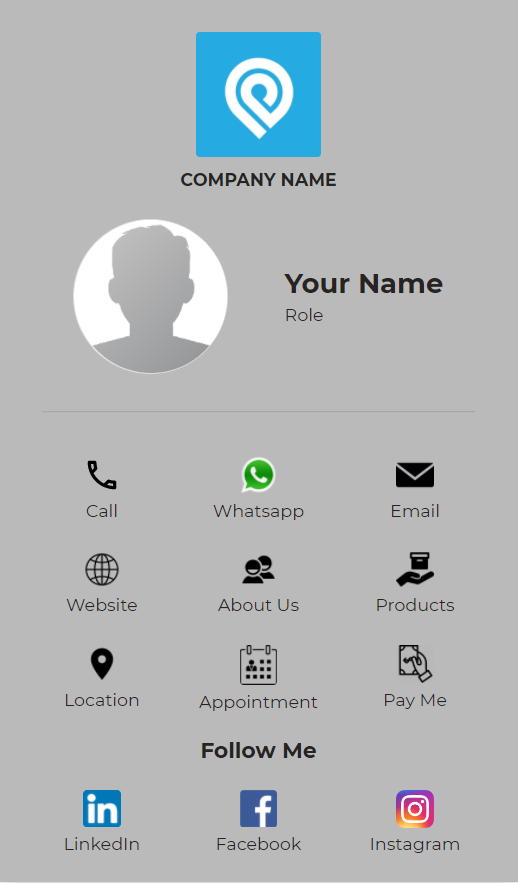 COMPANY NAME
Your Name
Role
Call
Whatsapp
Email
Website
About Us
Products
Location
Appointment
Pay Me
Follow Me
LinkedIn
Facebook
Instagram